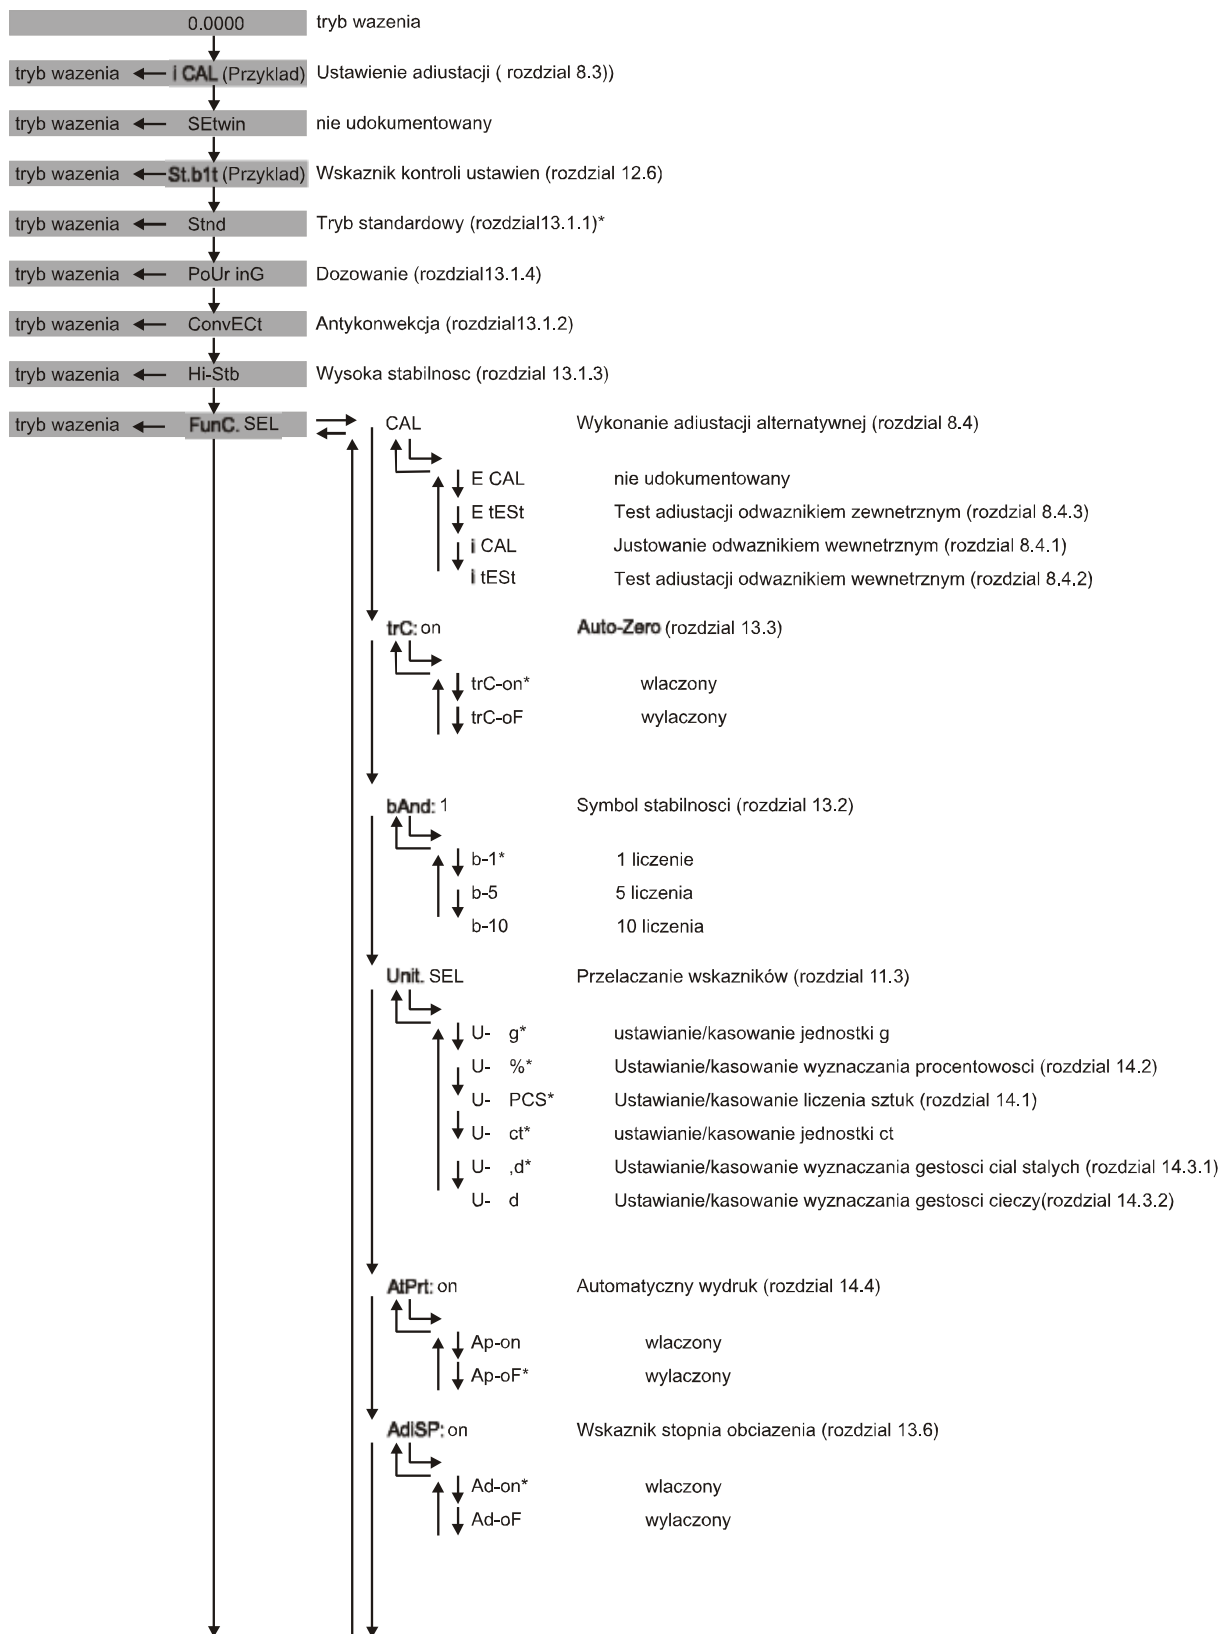 0.0000 tryb wazenia
tryb wazenia i CAL (Przyklad) Ustawienie adiustacji ( rozdzial 8.3))
tryb wazenia SEtwin nie udokumentowany
tryb wazenia St.b1t (Przyklad) Wskaznik kontroli ustawien (rozdzial 12.6)
tryb wazenia Stnd Tryb standardowy (rozdzial13.1.1)*
tryb wazenia PoUr inG Dozowanie (rozdzial13.1.4)
tryb wazenia ConvECt Antykonwekcja (rozdzial13.1.2)
tryb wazenia Hi-Stb Wysoka stabilnosc (rozdzial 13.1.3)
tryb wazenia FunC. SEL CAL Wykonanie adiustacji alternatywnej (rozdzial 8.4)
E CAL nie udokumentowany
E tESt Test adiustacji odwaznikiem zewnetrznym (rozdzial 8.4.3)
i CAL Justowanie odwaznikiem wewnetrznym (rozdzial 8.4.1)
i tESt Test adiustacji odwaznikiem wewnetrznym (rozdzial 8.4.2)
trC: on Auto-Zero (rozdzial 13.3)
trC-on* wlaczony
trC-oF wylaczony
bAnd: 1 Symbol stabilnosci (rozdzial 13.2)
b-1* 1 liczenie
b-5 5 liczenia
b-10 10 liczenia
Unit. SEL Przelaczanie wskazników (rozdzial 11.3)
U- g* ustawianie/kasowanie jednostki g
U- %* Ustawianie/kasowanie wyznaczania procentowosci (rozdzial 14.2)
U- PCS* Ustawianie/kasowanie liczenia sztuk (rozdzial 14.1)
U- ct* ustawianie/kasowanie jednostki ct
U- ,d* Ustawianie/kasowanie wyznaczania gestosci cial stalych (rozdzial 14.3.1)
U- d Ustawianie/kasowanie wyznaczania gestosci cieczy(rozdzial 14.3.2)
AtPrt: on Automatyczny wydruk (rozdzial 14.4)
Ap-on wlaczony
Ap-oF* wylaczony
AdiSP: on Wskaznik stopnia obciazenia (rozdzial 13.6)
Ad-on* wlaczony
Ad-oF wylaczony